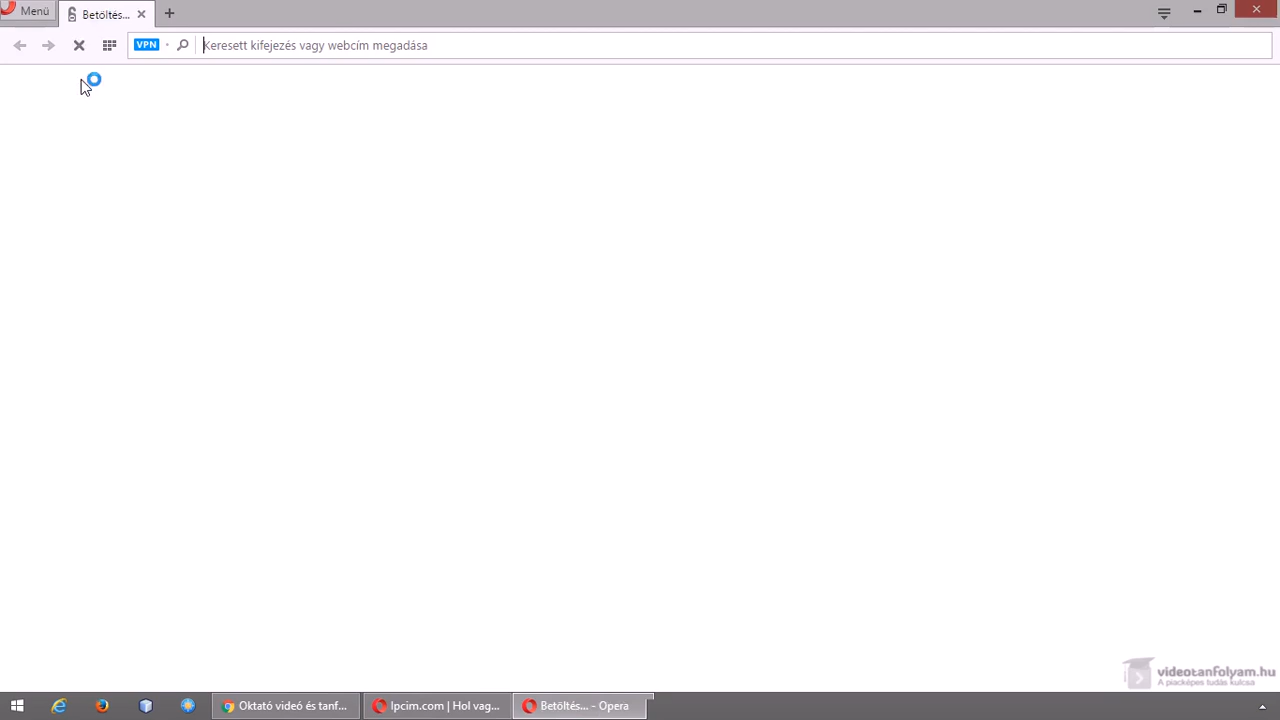 Menü
Betöltés...
VPN
Keresett kifejezés vagy webcím megadása
videotanfolyam.hu
A piacképes tudás kulcsa
Oktató videó és tanf...
Ipcim.com | Hol vag...
Betöltés... - Opera